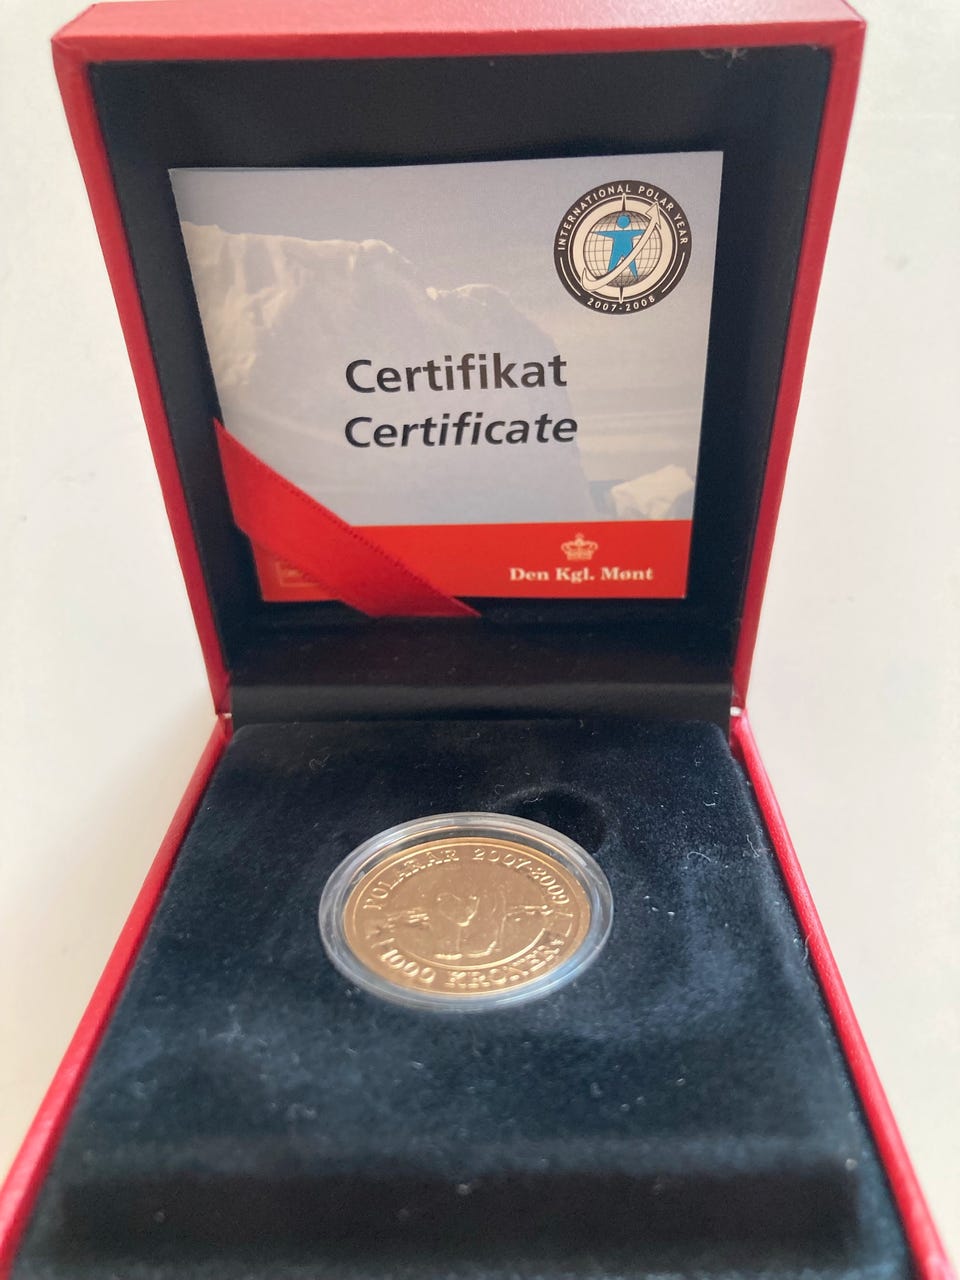 INTERNATIONAL POLAR YEAR
2007-2008
Certifikat
Certificate
Den Kgl. Mønt
POLARÅR 2007-2009
1000 KRONER